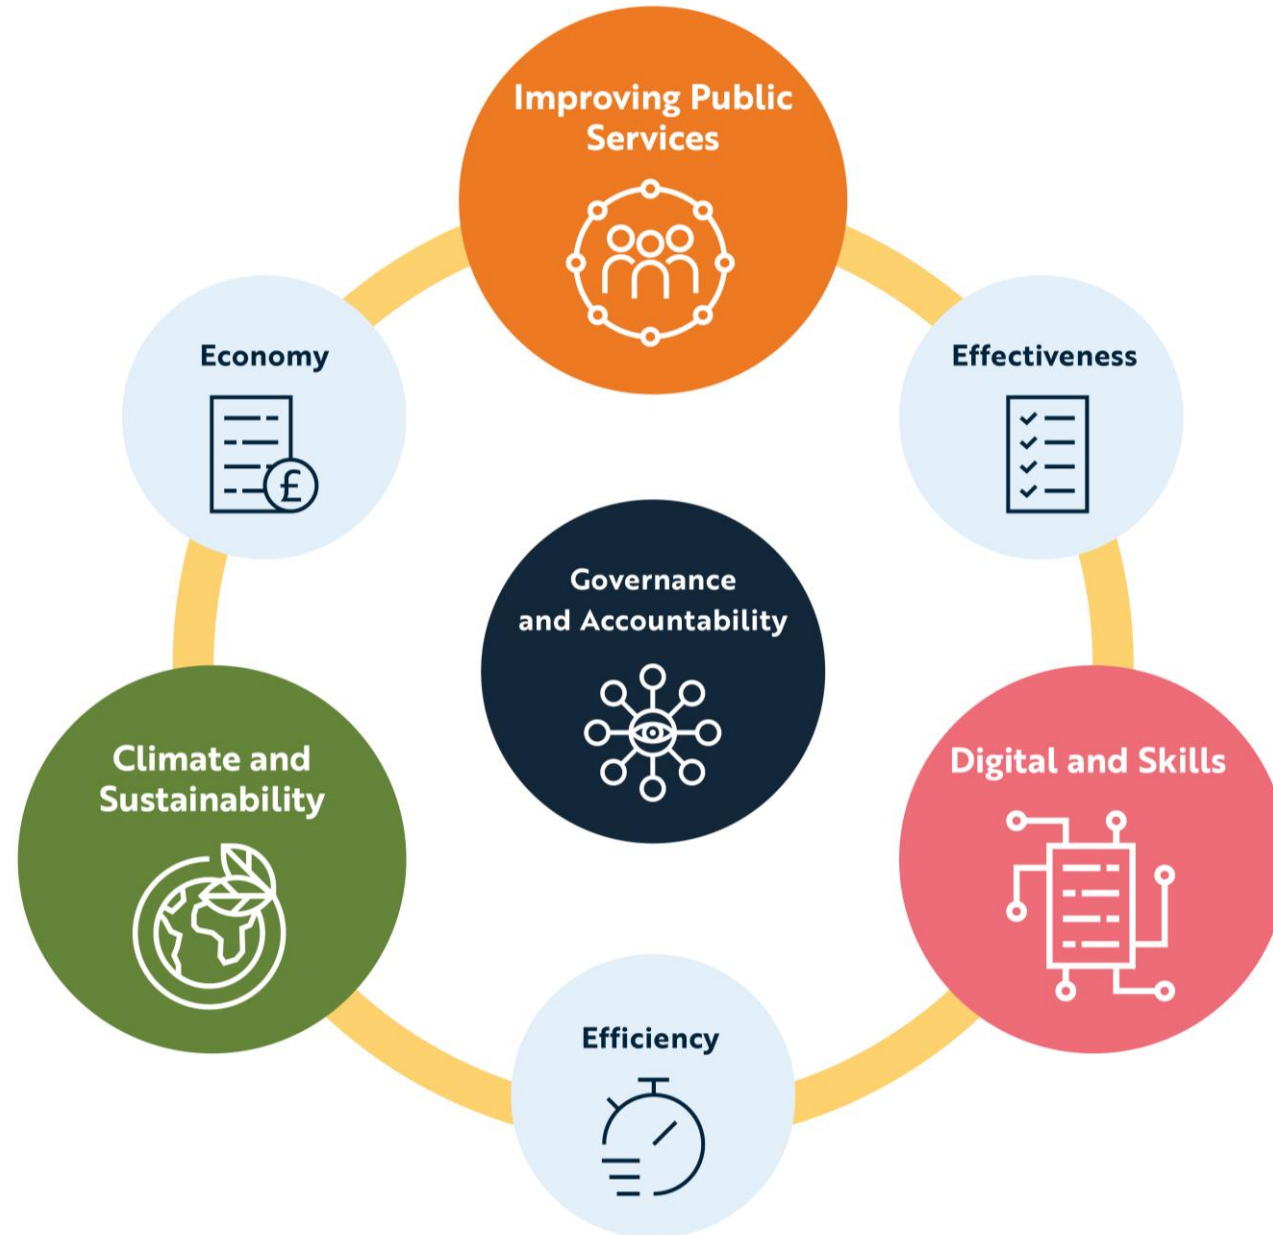 Improving Public
Services
Economy
£
Effectiveness
Governance
and Accountability
Climate and
Sustainability
Digital and Skills
Efficiency